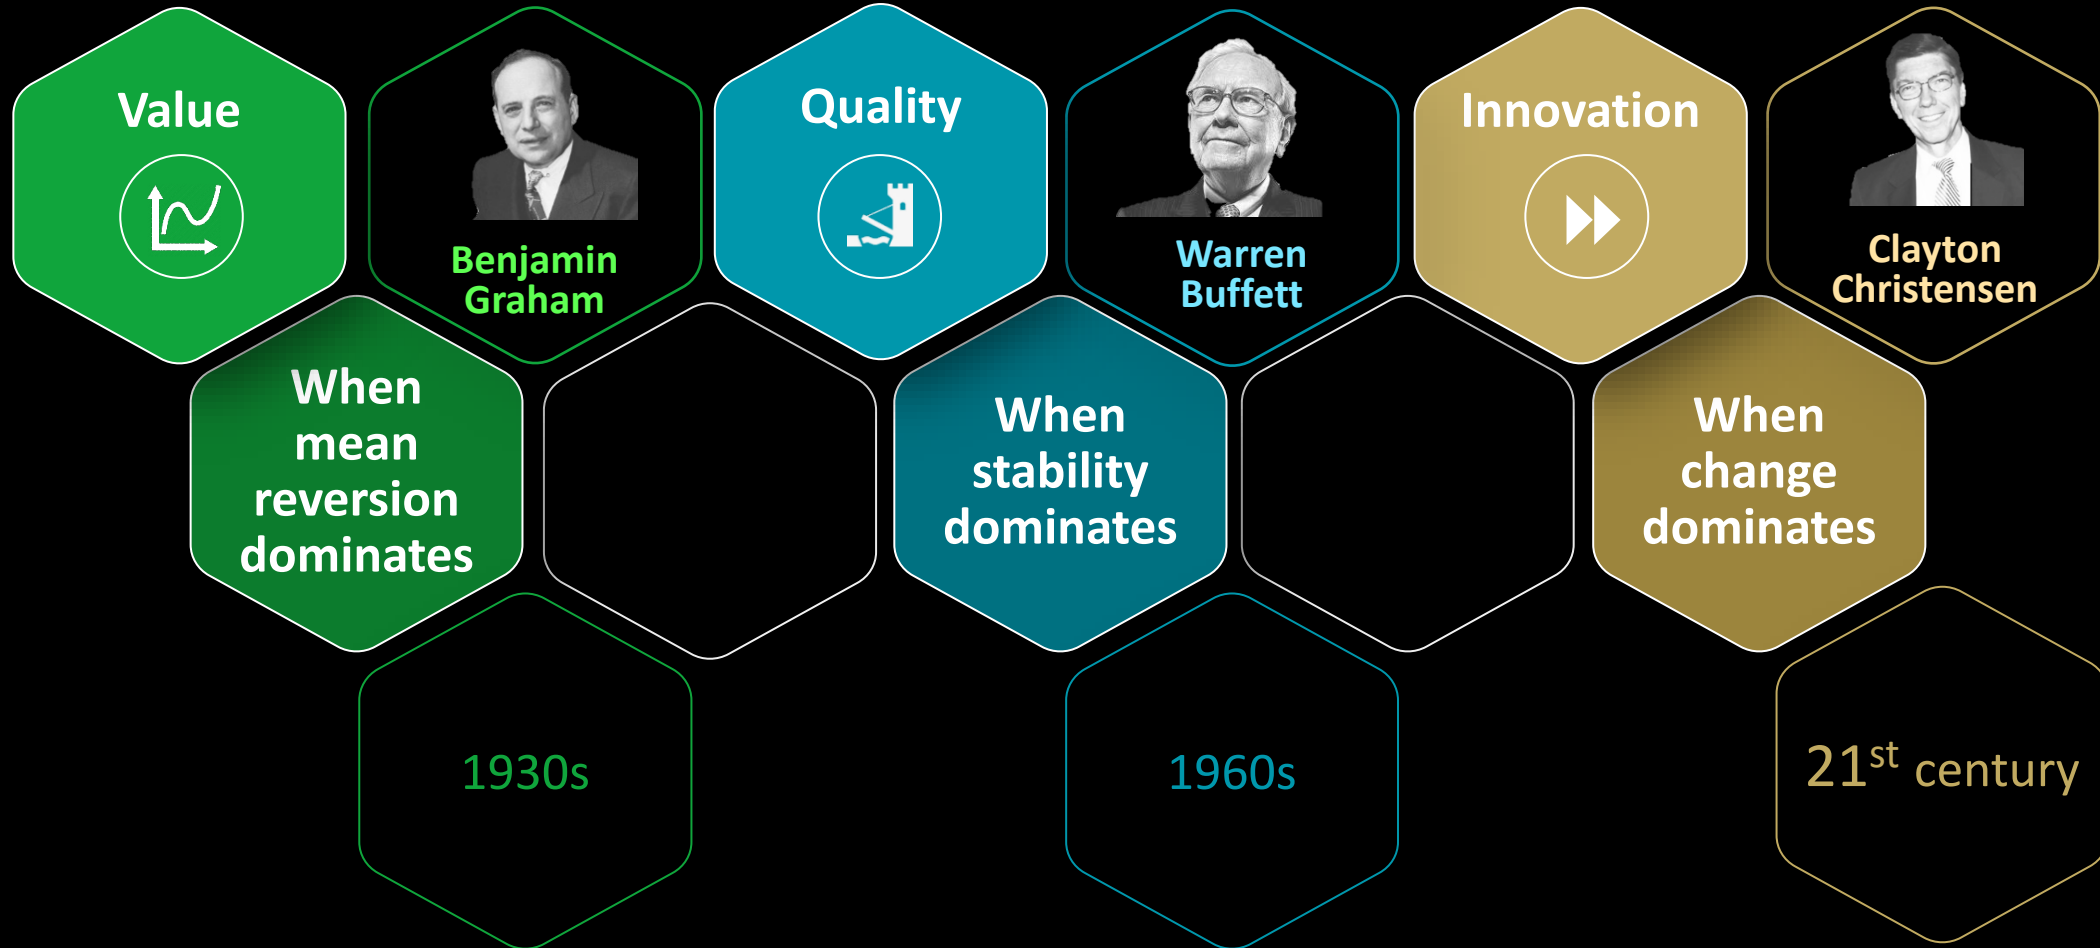 Value
Benjamin
Graham
Quality
Warren
Buffett
Innovation
Clayton
Christensen
When
mean
reversion
dominates
When
stability
dominates
When
change
dominates
1930s
1960s
21st century